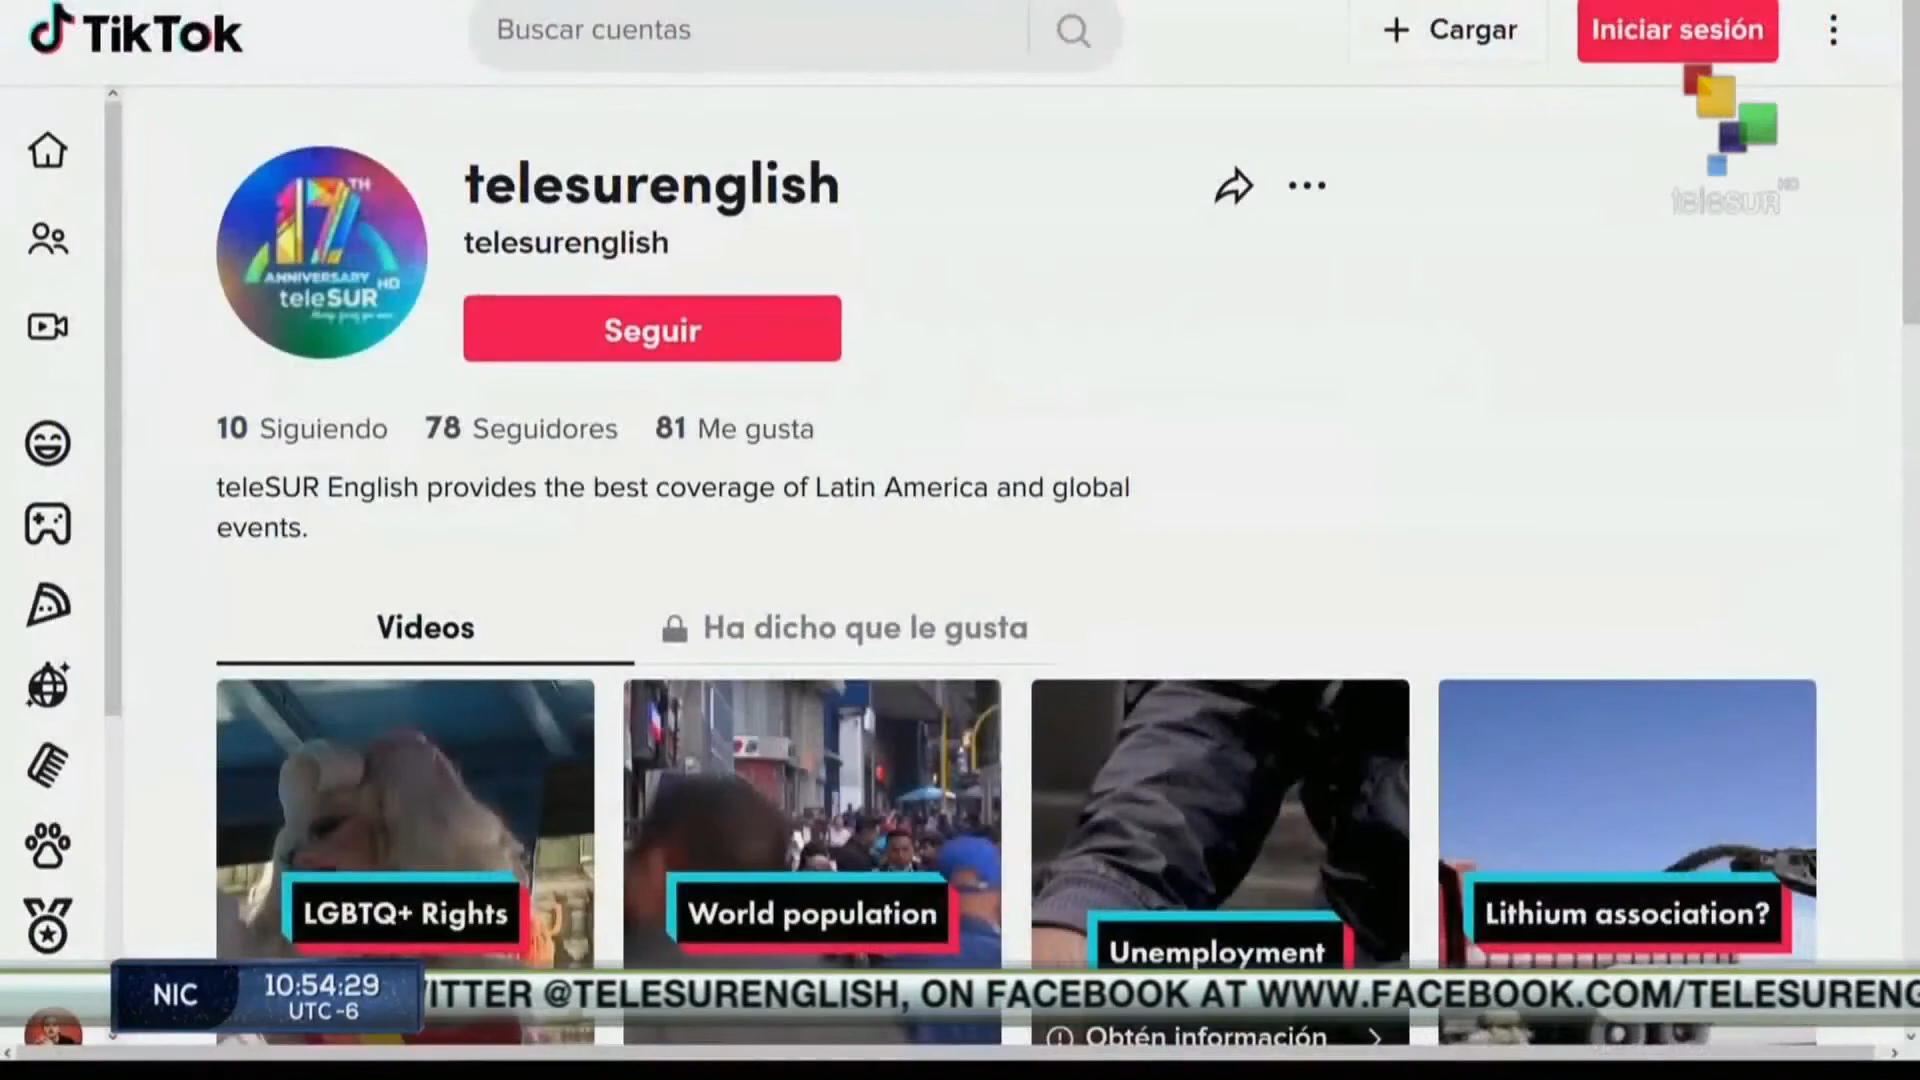 TikTok
Buscar cuentas
+ Cargar
Iniciar sesión
teleSUR HD
17TH
ANNIVERSARY
teleSUR HD
telesurenglish
telesurenglish
Seguir
10 Siguiendo 78 Seguidores 81 Me gusta
teleSUR English provides the best coverage of Latin America and global
events.
Videos
Ha dicho que le gusta
LGBTQ+ Rights
World population
Unemployment
Lithium association?
NIC
10:54:29
UTC-6
ITTER @TELESURENGLISH, ON FACEBOOK AT WWW.FACEBOOK.COM/TELESURENG
Obtén información